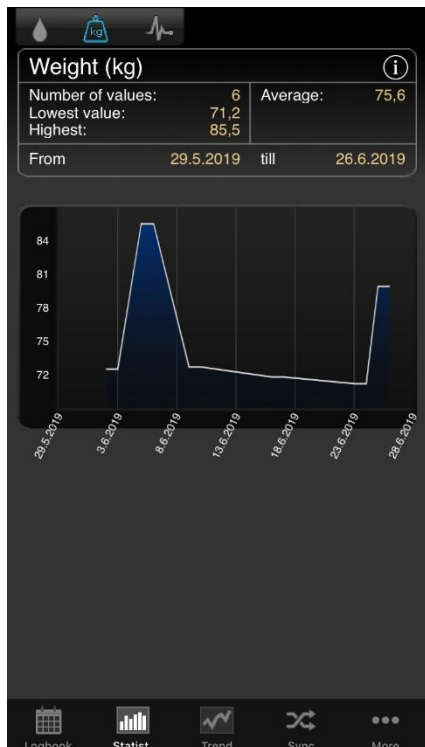 kg
Weight (kg)
i
Number of values: 6 Average: 75,6
Lowest value: 71,2
Highest: 85,5
From 29.5.2019 till 26.6.2019
84
81
78
75
72
29.5.2019 3.6.2019 8.6.2019 13.6.2019 18.6.2019 23.6.2019 28.6.2019
Logbook Statist. Trend Sync More